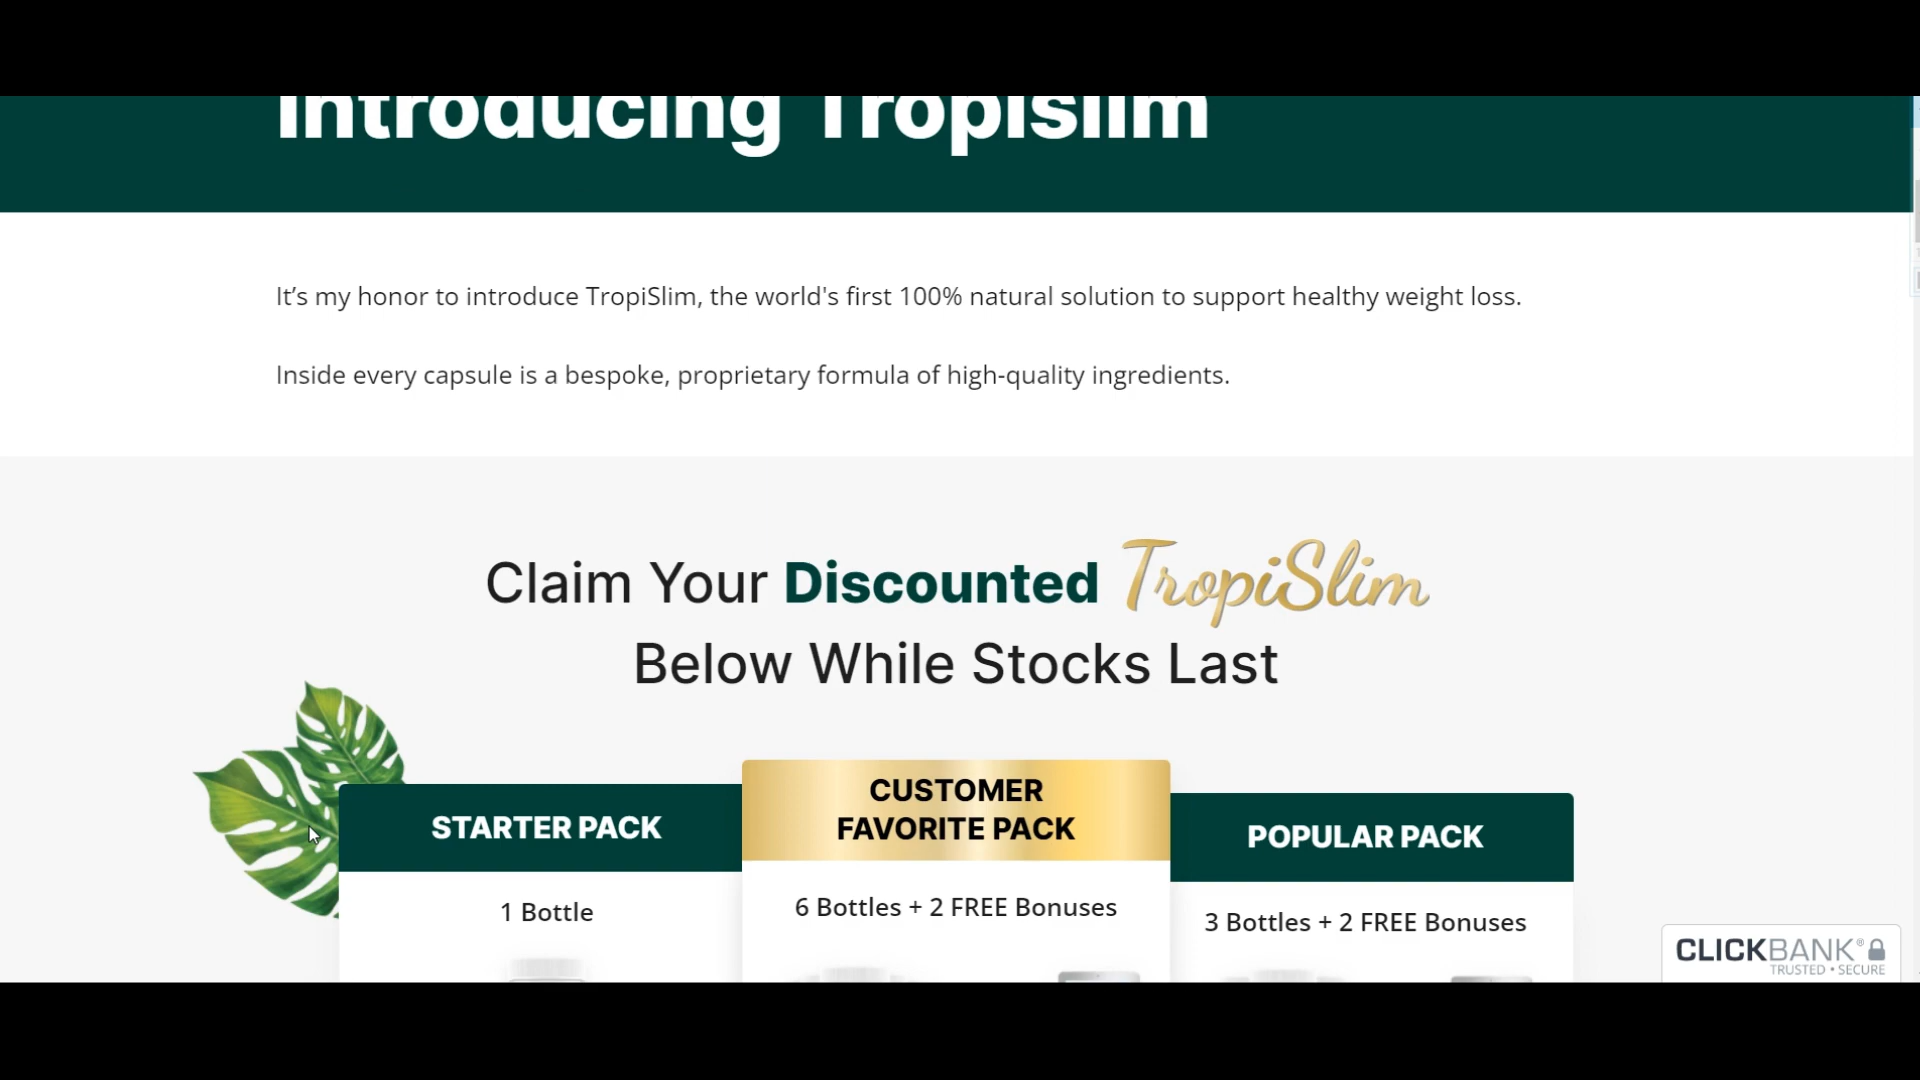 Introducing Tropislim
It’s my honor to introduce TropiSlim, the world's first 100% natural solution to support healthy weight loss.
Inside every capsule is a bespoke, proprietary formula of high-quality ingredients.
Claim Your Discounted TropiSlim
Below While Stocks Last
STARTER PACK
CUSTOMER
FAVORITE PACK
POPULAR PACK
1 Bottle
6 Bottles + 2 FREE Bonuses
3 Bottles + 2 FREE Bonuses
CLICKBANK®
TRUSTED • SECURE